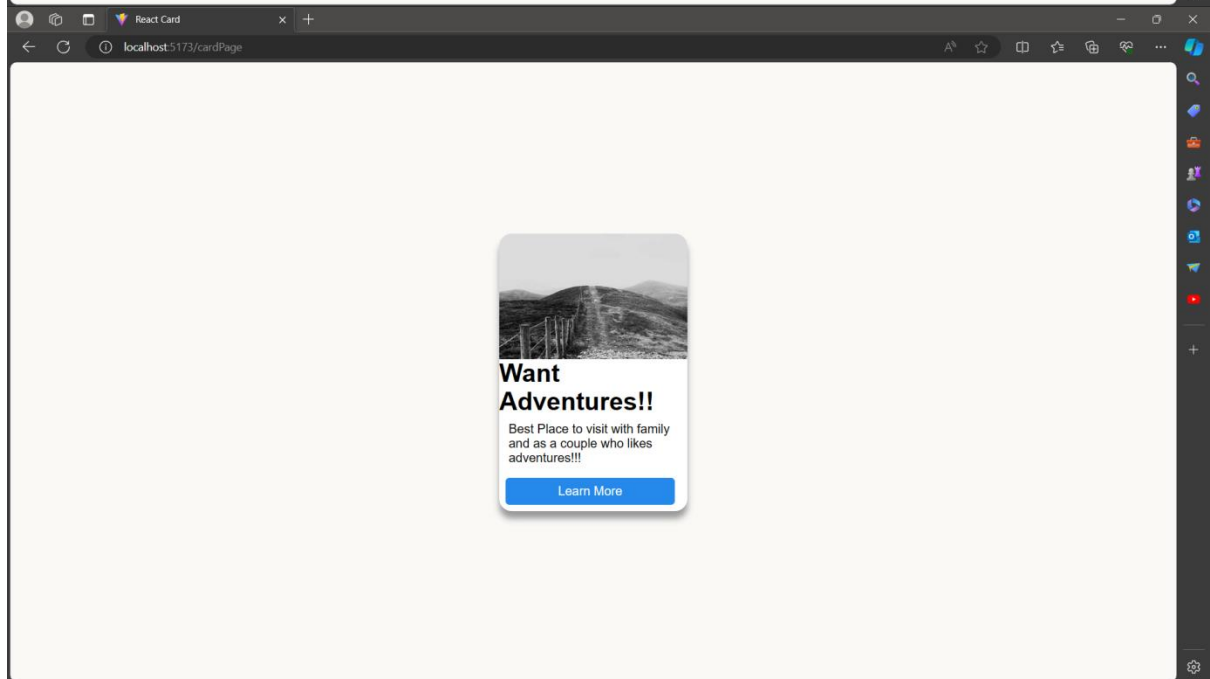 React Card
localhost:5173/cardPage
Want
Adventures!!
Best Place to visit with family
and as a couple who likes
adventures!!!
Learn More